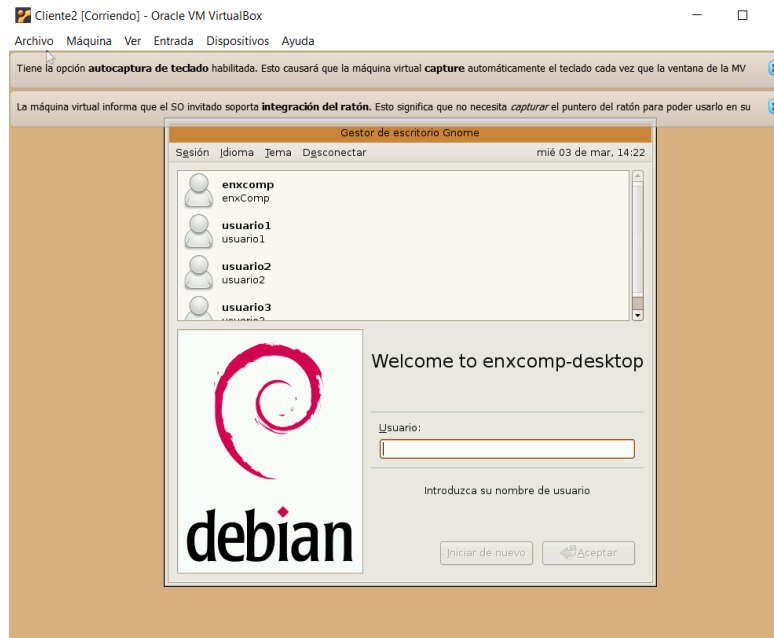 Cliente2 [Corriendo] - Oracle VM VirtualBox
Archivo Máquina Ver Entrada Dispositivos Ayuda
Tiene la opción autocaptura de teclado habilitada. Esto causará que la máquina virtual capture automáticamente el teclado cada vez que la ventana de la MV
La máquina virtual informa que el SO invitado soporta integración del ratón. Esto significa que no necesita capturar el puntero del ratón para poder usarlo en su
Gestor de escritorio Gnome
Sesión Idioma Tema Desconectar mié 03 de mar, 14:22
enxcomp
enxComp
usuario1
usuario1
usuario2
usuario2
usuario3
usuario3
Welcome to enxcomp-desktop
Usuario:
Introduzca su nombre de usuario
debian
Iniciar de nuevo Aceptar